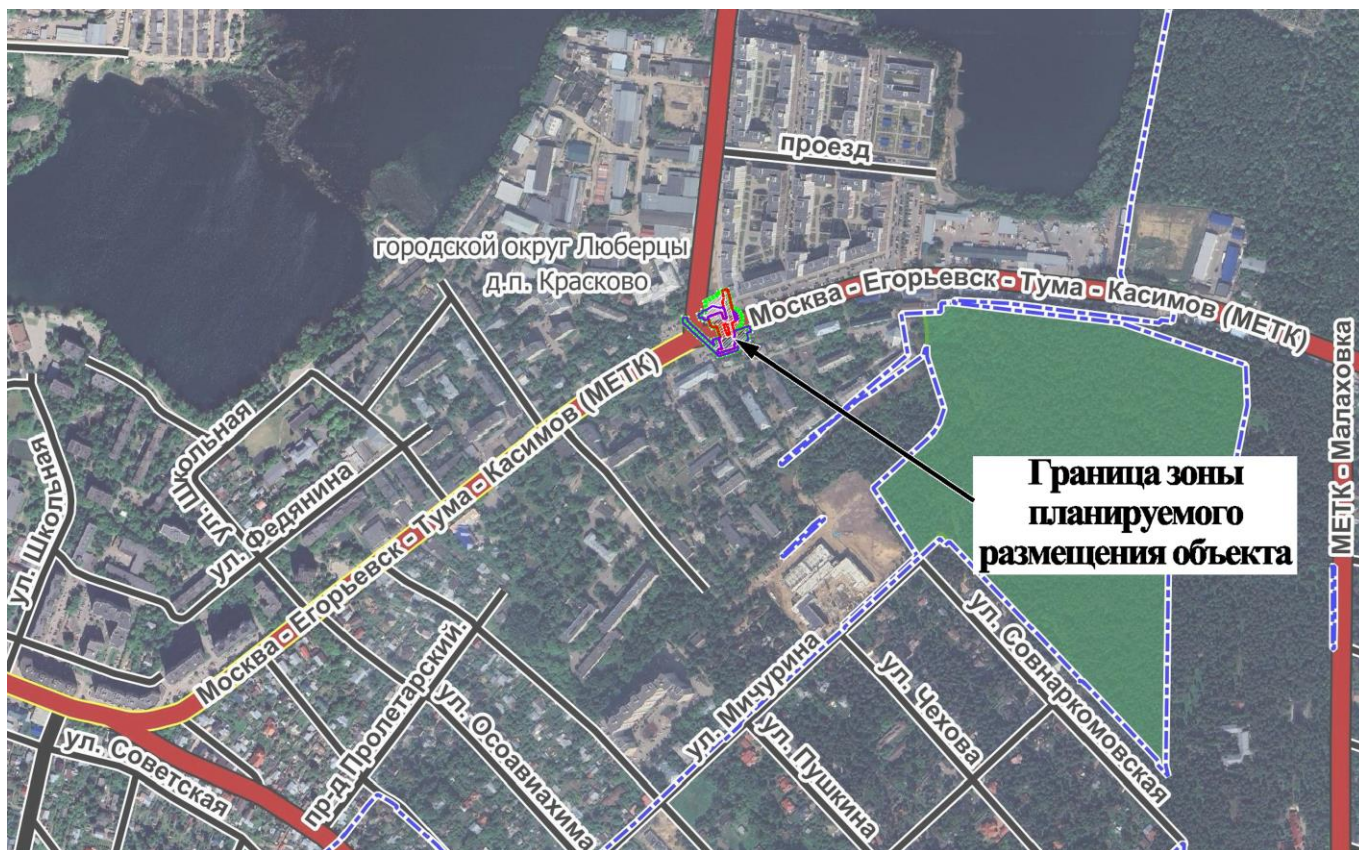 проезд
городской округ Люберцы
д.п. Красково
Москва - Егорьевск - Тума - Касимов (МЕТК)
Москва - Егорьевск - Тума - Касимов (МЕТК)
МЕТК - Малаховка
Граница зоны
планируемого
размещения объекта
ул. Школьная
ул. Школьная
ул. Федянина
ул. Советская
пр-д Пролетарский.
ул. Осоавиахима
ул. Мичурина
ул. Пушкина
ул. Чехова
ул. Совнаркомовская